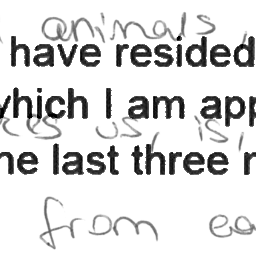 animals,
have resided
which I am app
ces us, is,
he last three
from ea